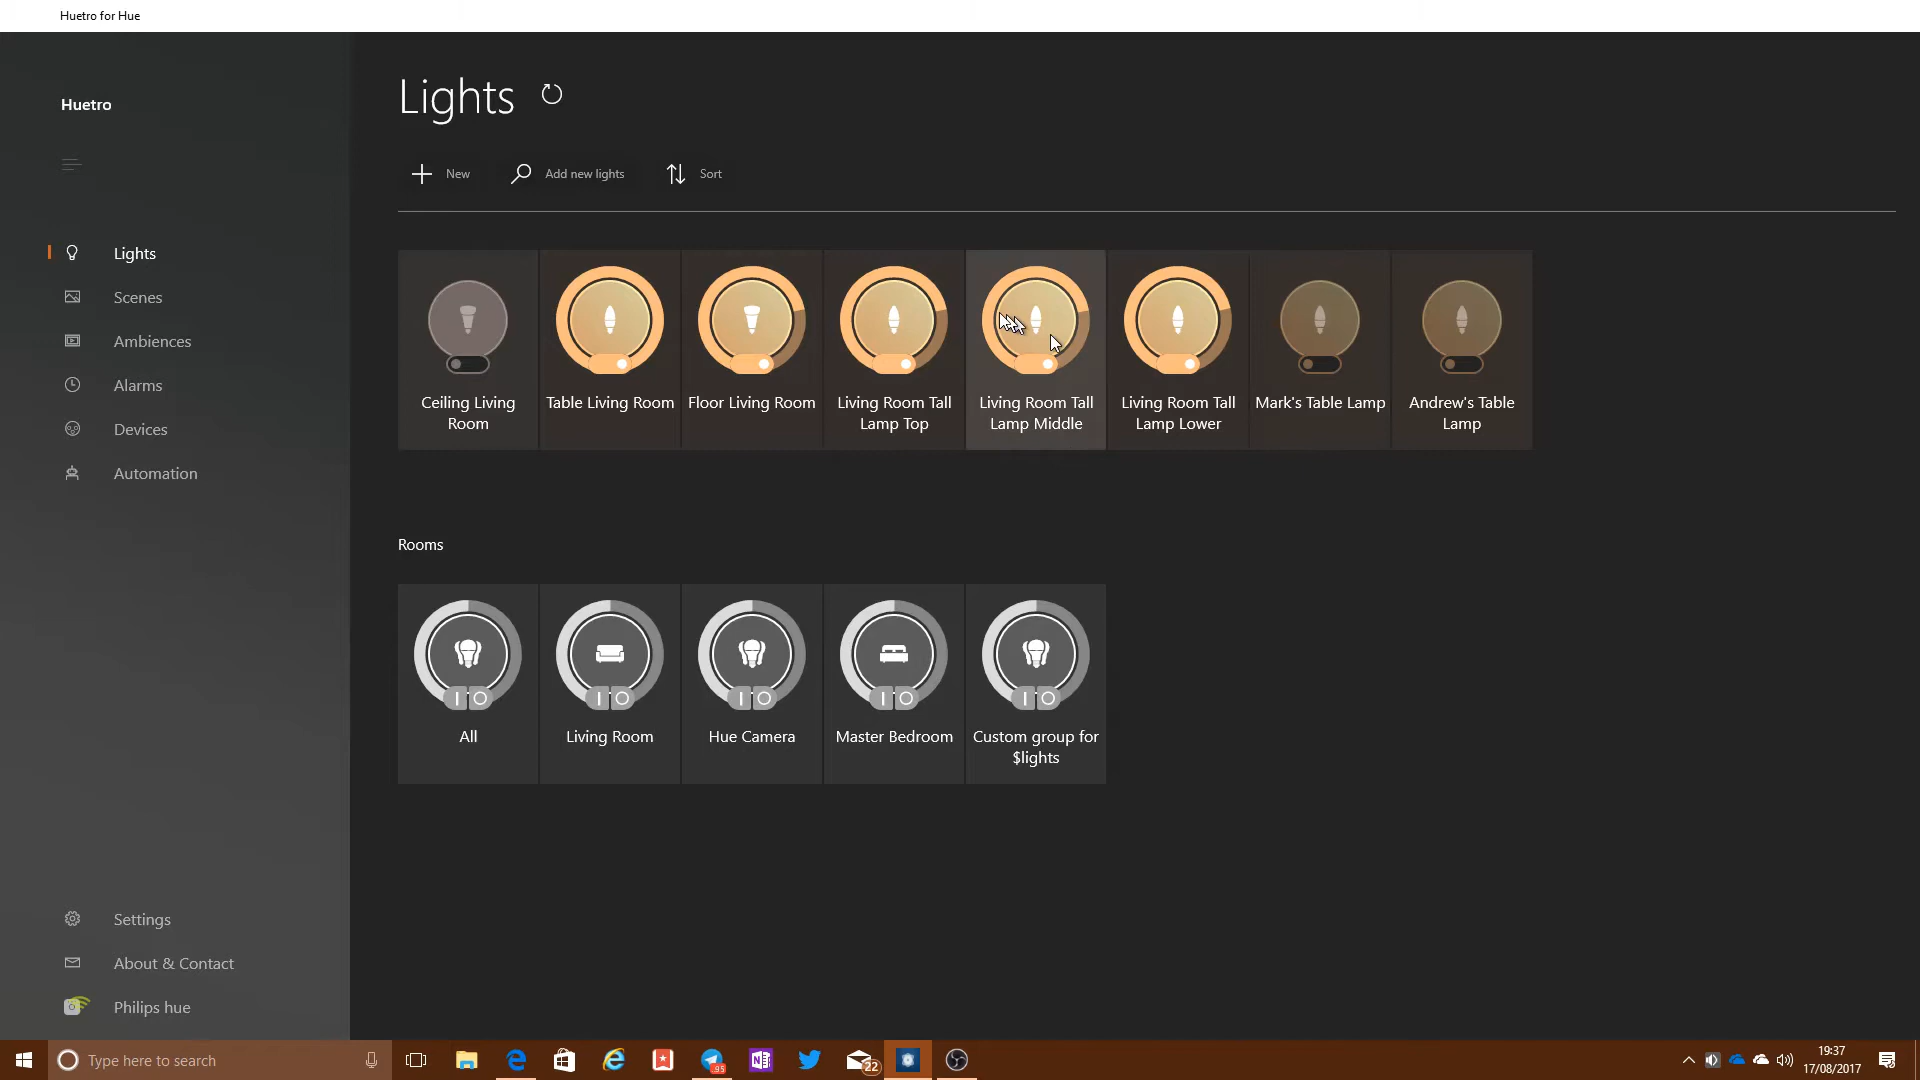 Huetro for Hue
Huetro
Lights
Scenes
Ambiences
Alarms
Devices
Automation
Settings
About & Contact
Philips hue
Lights
New
Add new lights
Sort
Ceiling Living
Room
Table Living Room
Floor Living Room
Living Room Tall
Lamp Top
Living Room Tall
Lamp Middle
Living Room Tall
Lamp Lower
Mark's Table Lamp
Andrew's Table
Lamp
Rooms
All
Living Room
Hue Camera
Master Bedroom
Custom group for
$lights
Type here to search
95
22
19:37
17/08/2017